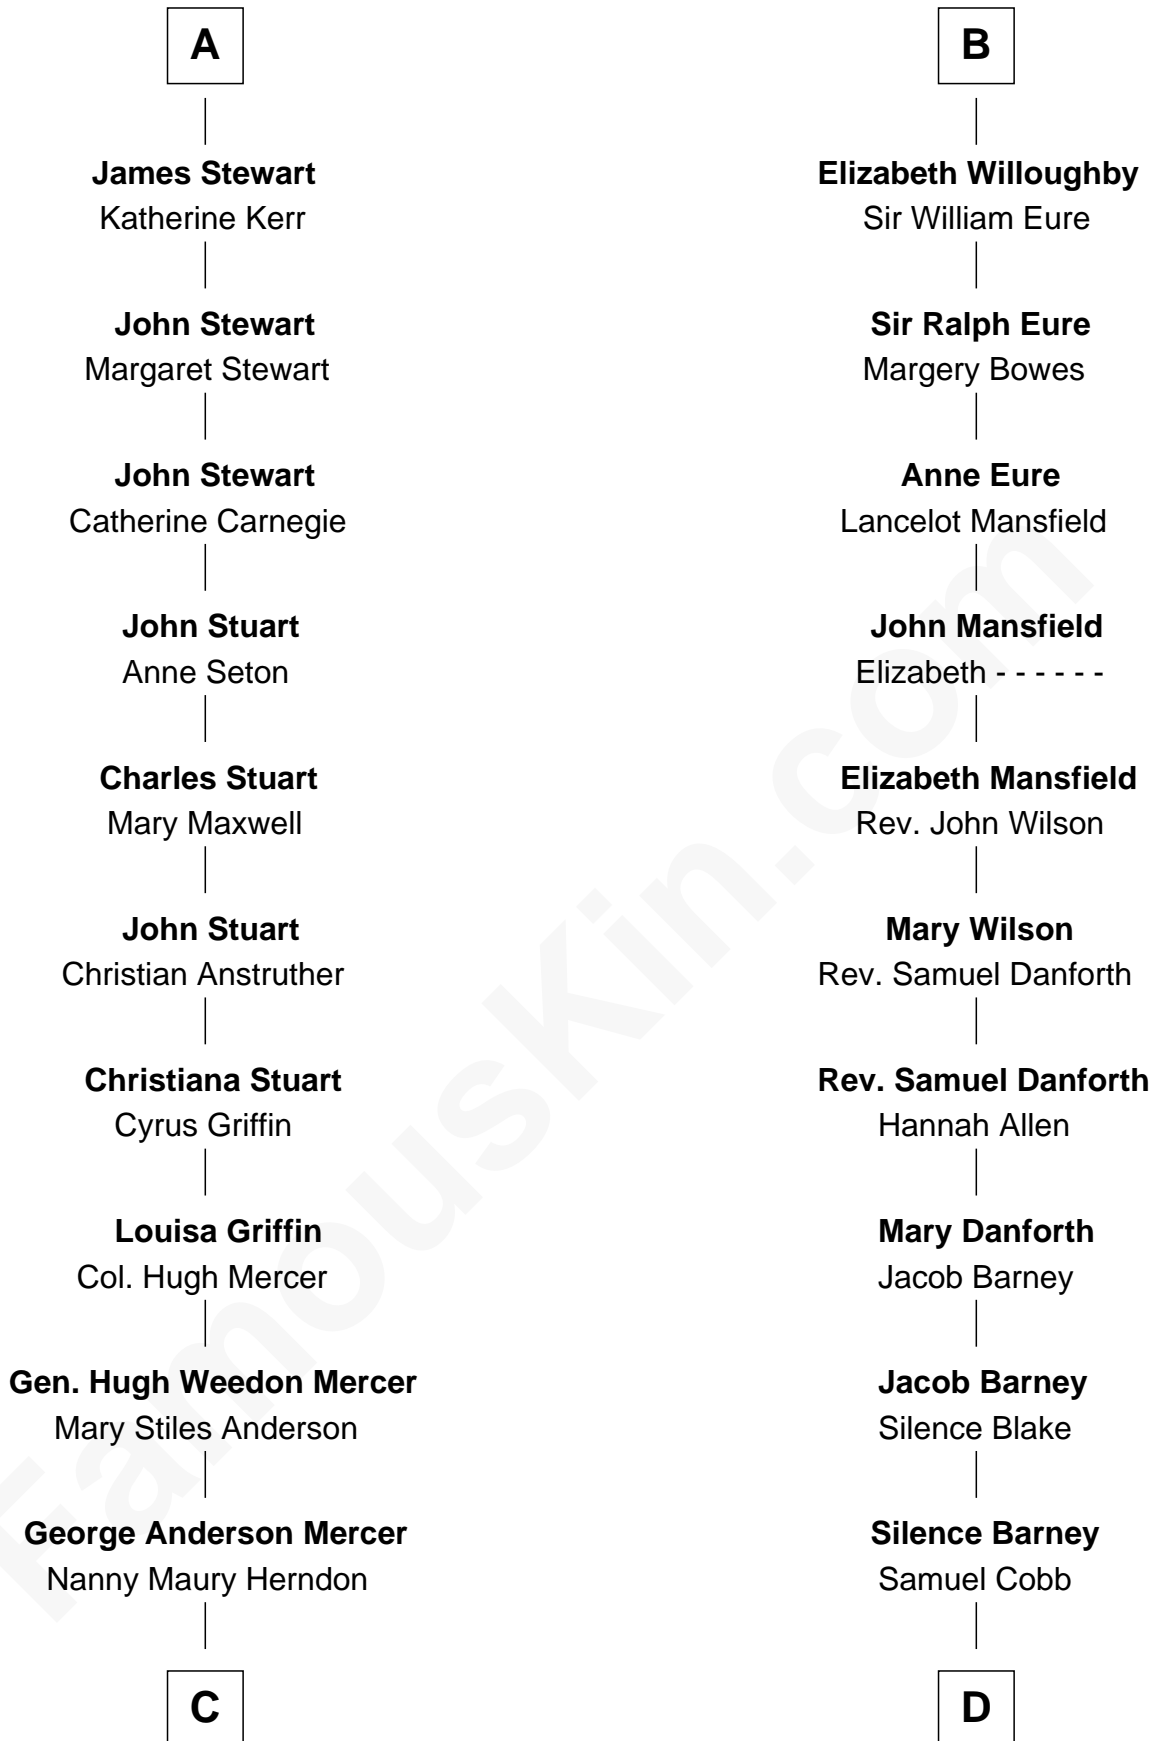 A
James Stewart
Katherine Kerr
John Stewart
Margaret Stewart
John Stewart
Catherine Carnegie
John Stuart
Anne Seton
Charles Stuart
Mary Maxwell
John Stuart
Christian Anstruther
Christiana Stuart
Cyrus Griffin
Louisa Griffin
Col. Hugh Mercer
Gen. Hugh Weedon Mercer
Mary Stiles Anderson
George Anderson Mercer
Nanny Maury Herndon
C
B
Elizabeth Willoughby
Sir William Eure
Sir Ralph Eure
Margery Bowes
Anne Eure
Lancelot Mansfield
John Mansfield
Elizabeth - - - - - -
Elizabeth Mansfield
Rev. John Wilson
Mary Wilson
Rev. Samuel Danforth
Rev. Samuel Danforth
Hannah Allen
Mary Danforth
Jacob Barney
Jacob Barney
Silence Blake
Silence Barney
Samuel Cobb
D
FamousKin.com